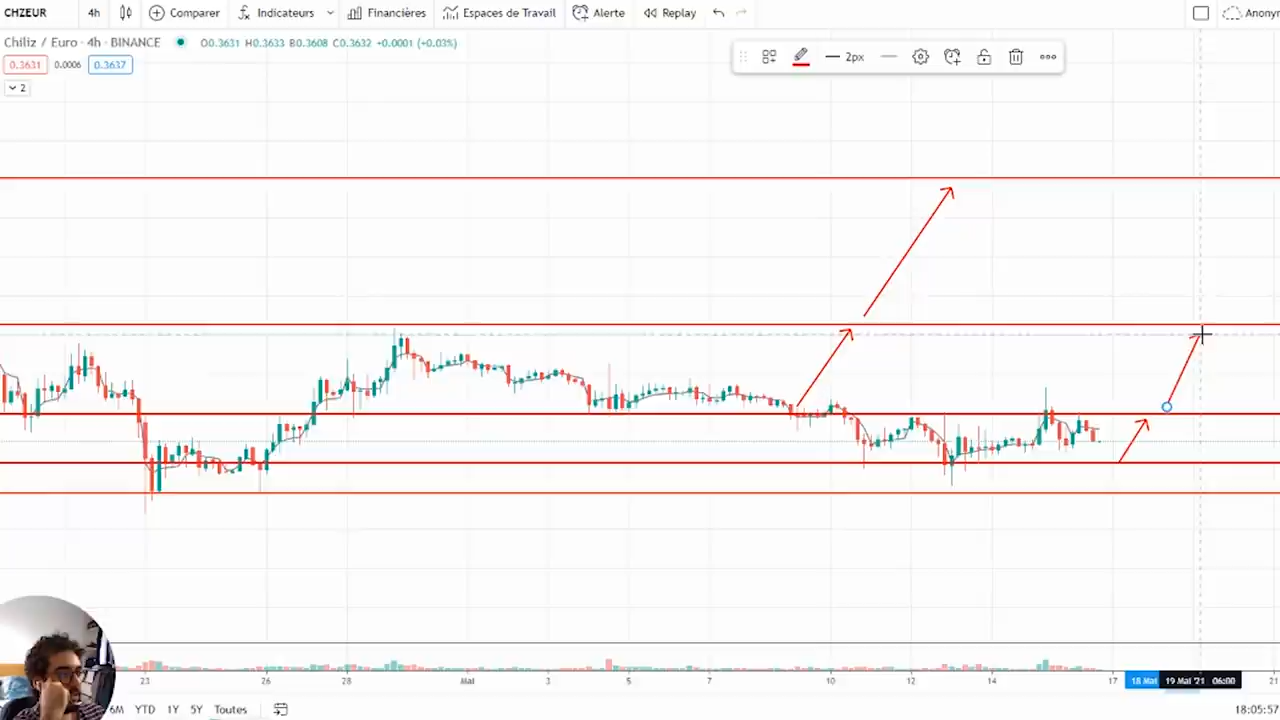 CHZEUR 4h Comparer Indicateurs Financières Espaces de Travail Alerte Replay Anony
Chiliz / Euro · 4h · BINANCE O0.3631 H0.3633 B0.3608 C0.3632 +0.0001 (+0.03%)
0.3631 0.0006 0.3637
2
2px
23 26 28 Mai 3 5 7 10 12 14 17 18 Mai 19 Mai '21 06:00 21
6M YTD 1Y 5Y Toutes 18:05:57